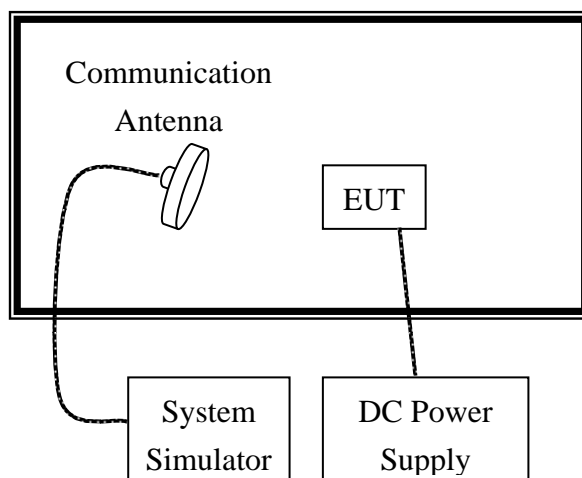 Communication
Antenna
EUT
System
Simulator
DC Power
Supply